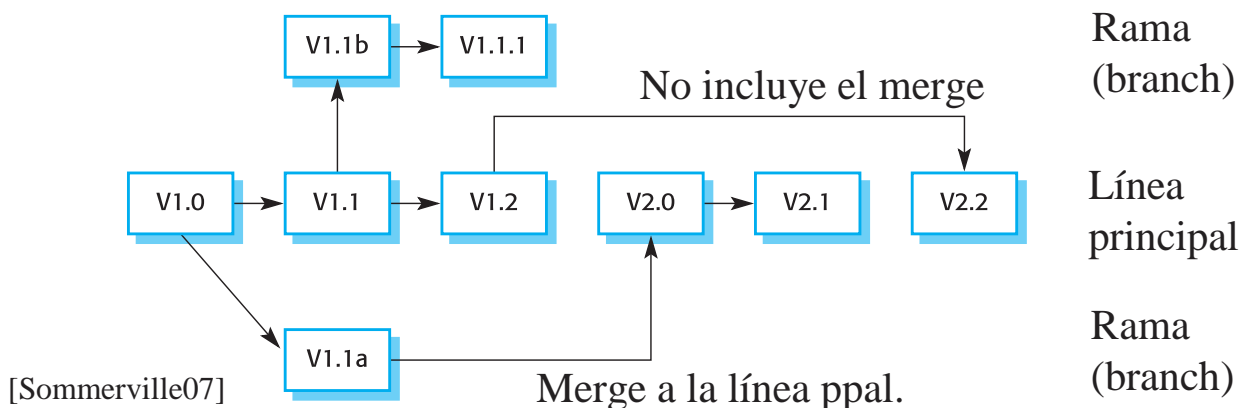 V1.1b
V1.1.1
Rama
(branch)
No incluye el merge
V1.0
V1.1
V1.2
V2.0
V2.1
V2.2
Línea
principal
V1.1a
Rama
(branch)
[Sommerville07]
Merge a la línea ppal.